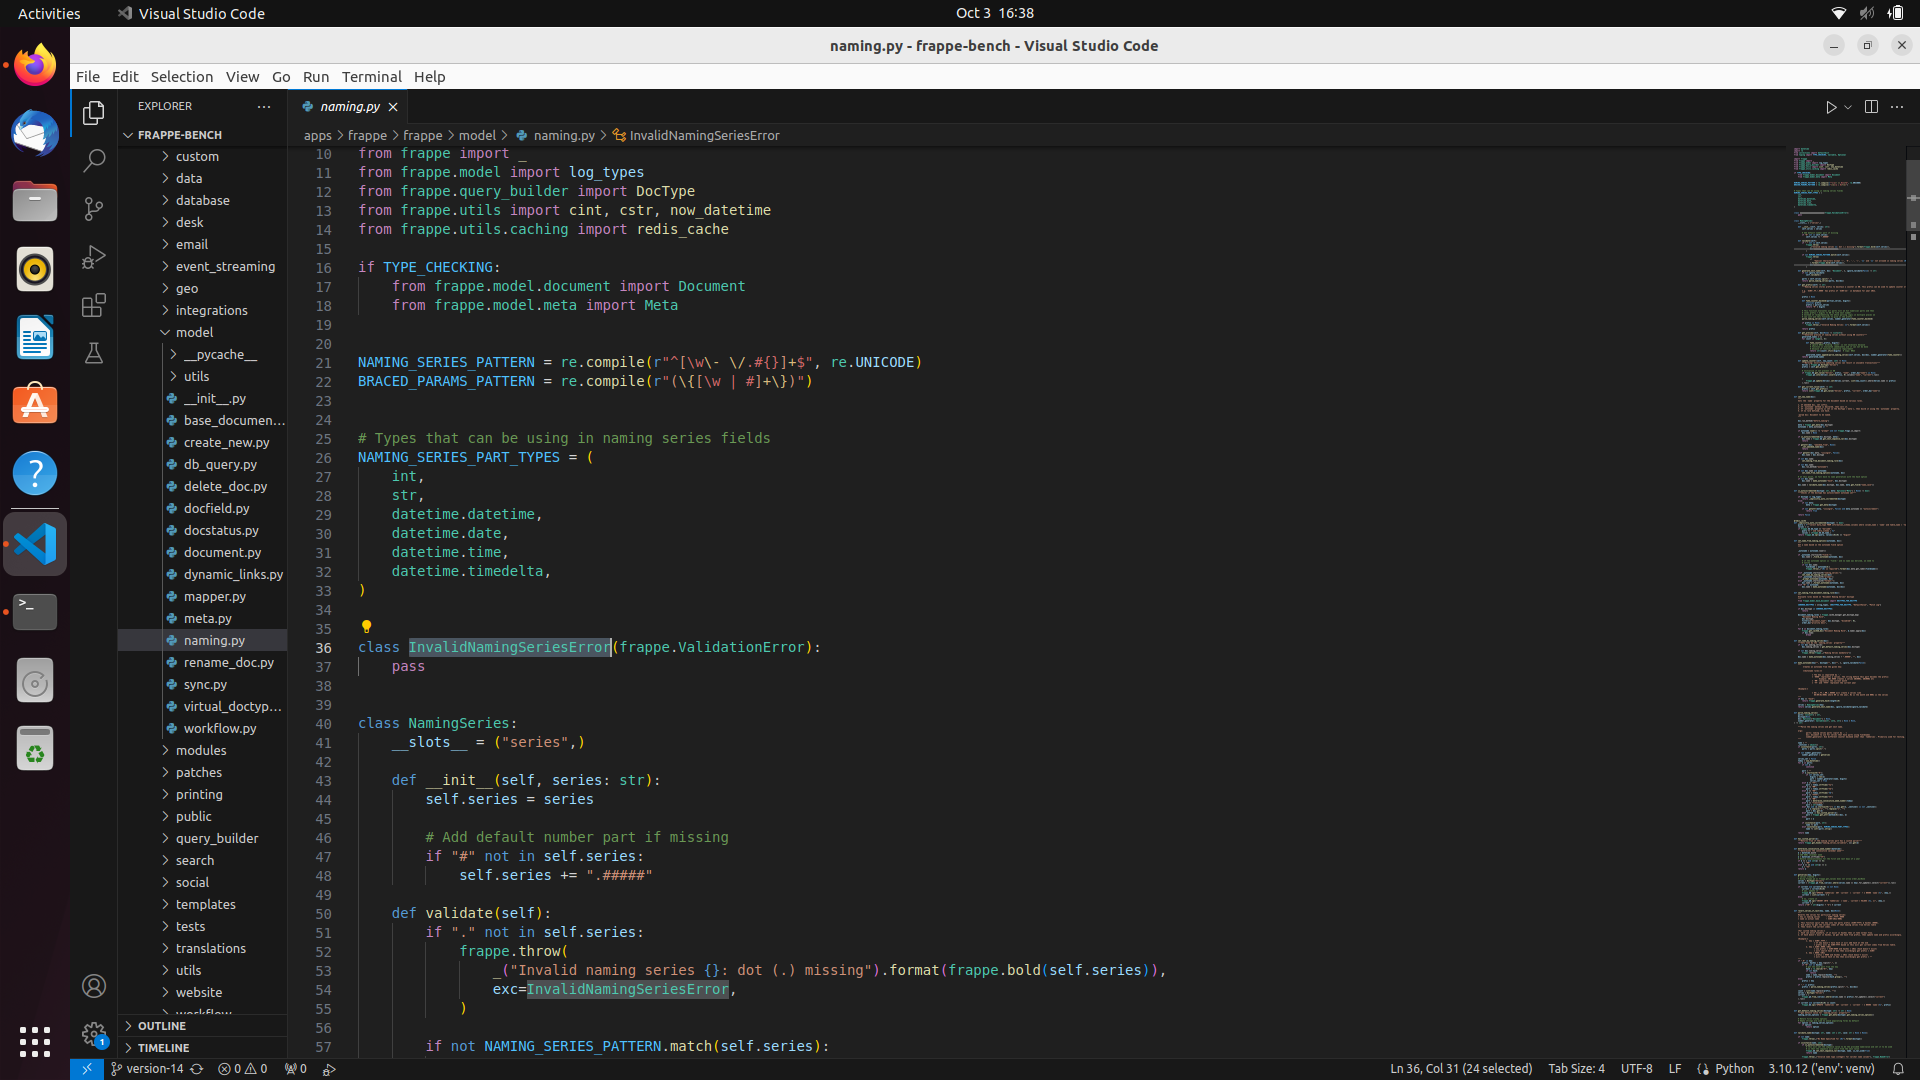 Activities
Visual Studio Code
Oct 3 16:38
naming.py - frappe-bench - Visual Studio Code
File Edit Selection View Go Run Terminal Help
EXPLORER
naming.py
FRAPPE-BENCH
apps frappe frappe model naming.py InvalidNamingSeriesError
custom
data
database
desk
email
event_streaming
geo
integrations
model
__pycache__
utils
__init__.py
base_documen...
create_new.py
db_query.py
delete_doc.py
docfield.py
docstatus.py
document.py
dynamic_links.py
mapper.py
meta.py
naming.py
rename_doc.py
sync.py
virtual_doctyp...
workflow.py
modules
patches
printing
public
query_builder
search
social
templates
tests
translations
utils
website
workflow
OUTLINE
TIMELINE
10 from frappe import _
11 from frappe.model import log_types
12 from frappe.query_builder import DocType
13 from frappe.utils import cint, cstr, now_datetime
14 from frappe.utils.caching import redis_cache
15
16 if TYPE_CHECKING:
17 from frappe.model.document import Document
18 from frappe.model.meta import Meta
19
20
21 NAMING_SERIES_PATTERN = re.compile(r"^[\w\- \/.#{}]+$", re.UNICODE)
22 BRACED_PARAMS_PATTERN = re.compile(r"(\{[\w | #]+\})")
23
24
25 # Types that can be using in naming series fields
26 NAMING_SERIES_PART_TYPES = (
27 int,
28 str,
29 datetime.datetime,
30 datetime.date,
31 datetime.time,
32 datetime.timedelta,
33 )
34
35
36 class InvalidNamingSeriesError(frappe.ValidationError):
37 pass
38
39
40 class NamingSeries:
41 __slots__ = ("series",)
42
43 def __init__(self, series: str):
44 self.series = series
45
46 # Add default number part if missing
47 if "#" not in self.series:
48 self.series += ".#####"
49
50 def validate(self):
51 if "." not in self.series:
52 frappe.throw(
53 _("Invalid naming series {}: dot (.) missing").format(frappe.bold(self.series)),
54 exc=InvalidNamingSeriesError,
55 )
56
57 if not NAMING_SERIES_PATTERN.match(self.series):
1
version-14
0 0
0
Ln 36, Col 31 (24 selected)
Tab Size: 4
UTF-8
LF
Python
3.10.12 ('env': venv)